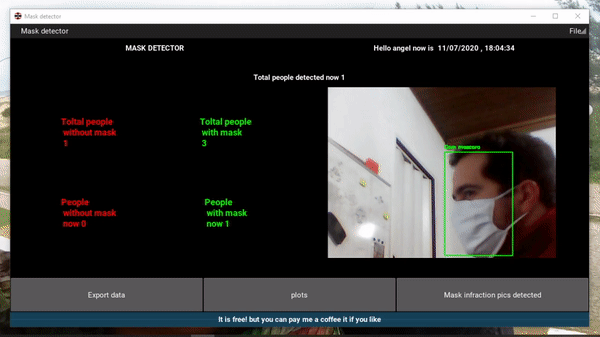 Mask detector
Mask detector
File
MASK DETECTOR
Hello angel now is 11/07/2020 , 18:04:34
Total people detected now 1
Toltal people
without mask
1
Toltal people
with mask
3
People
without mask
now 0
People
with mask
now 1
Export data
plots
Mask infraction pics detected
It is free! but you can pay me a coffee it if you like